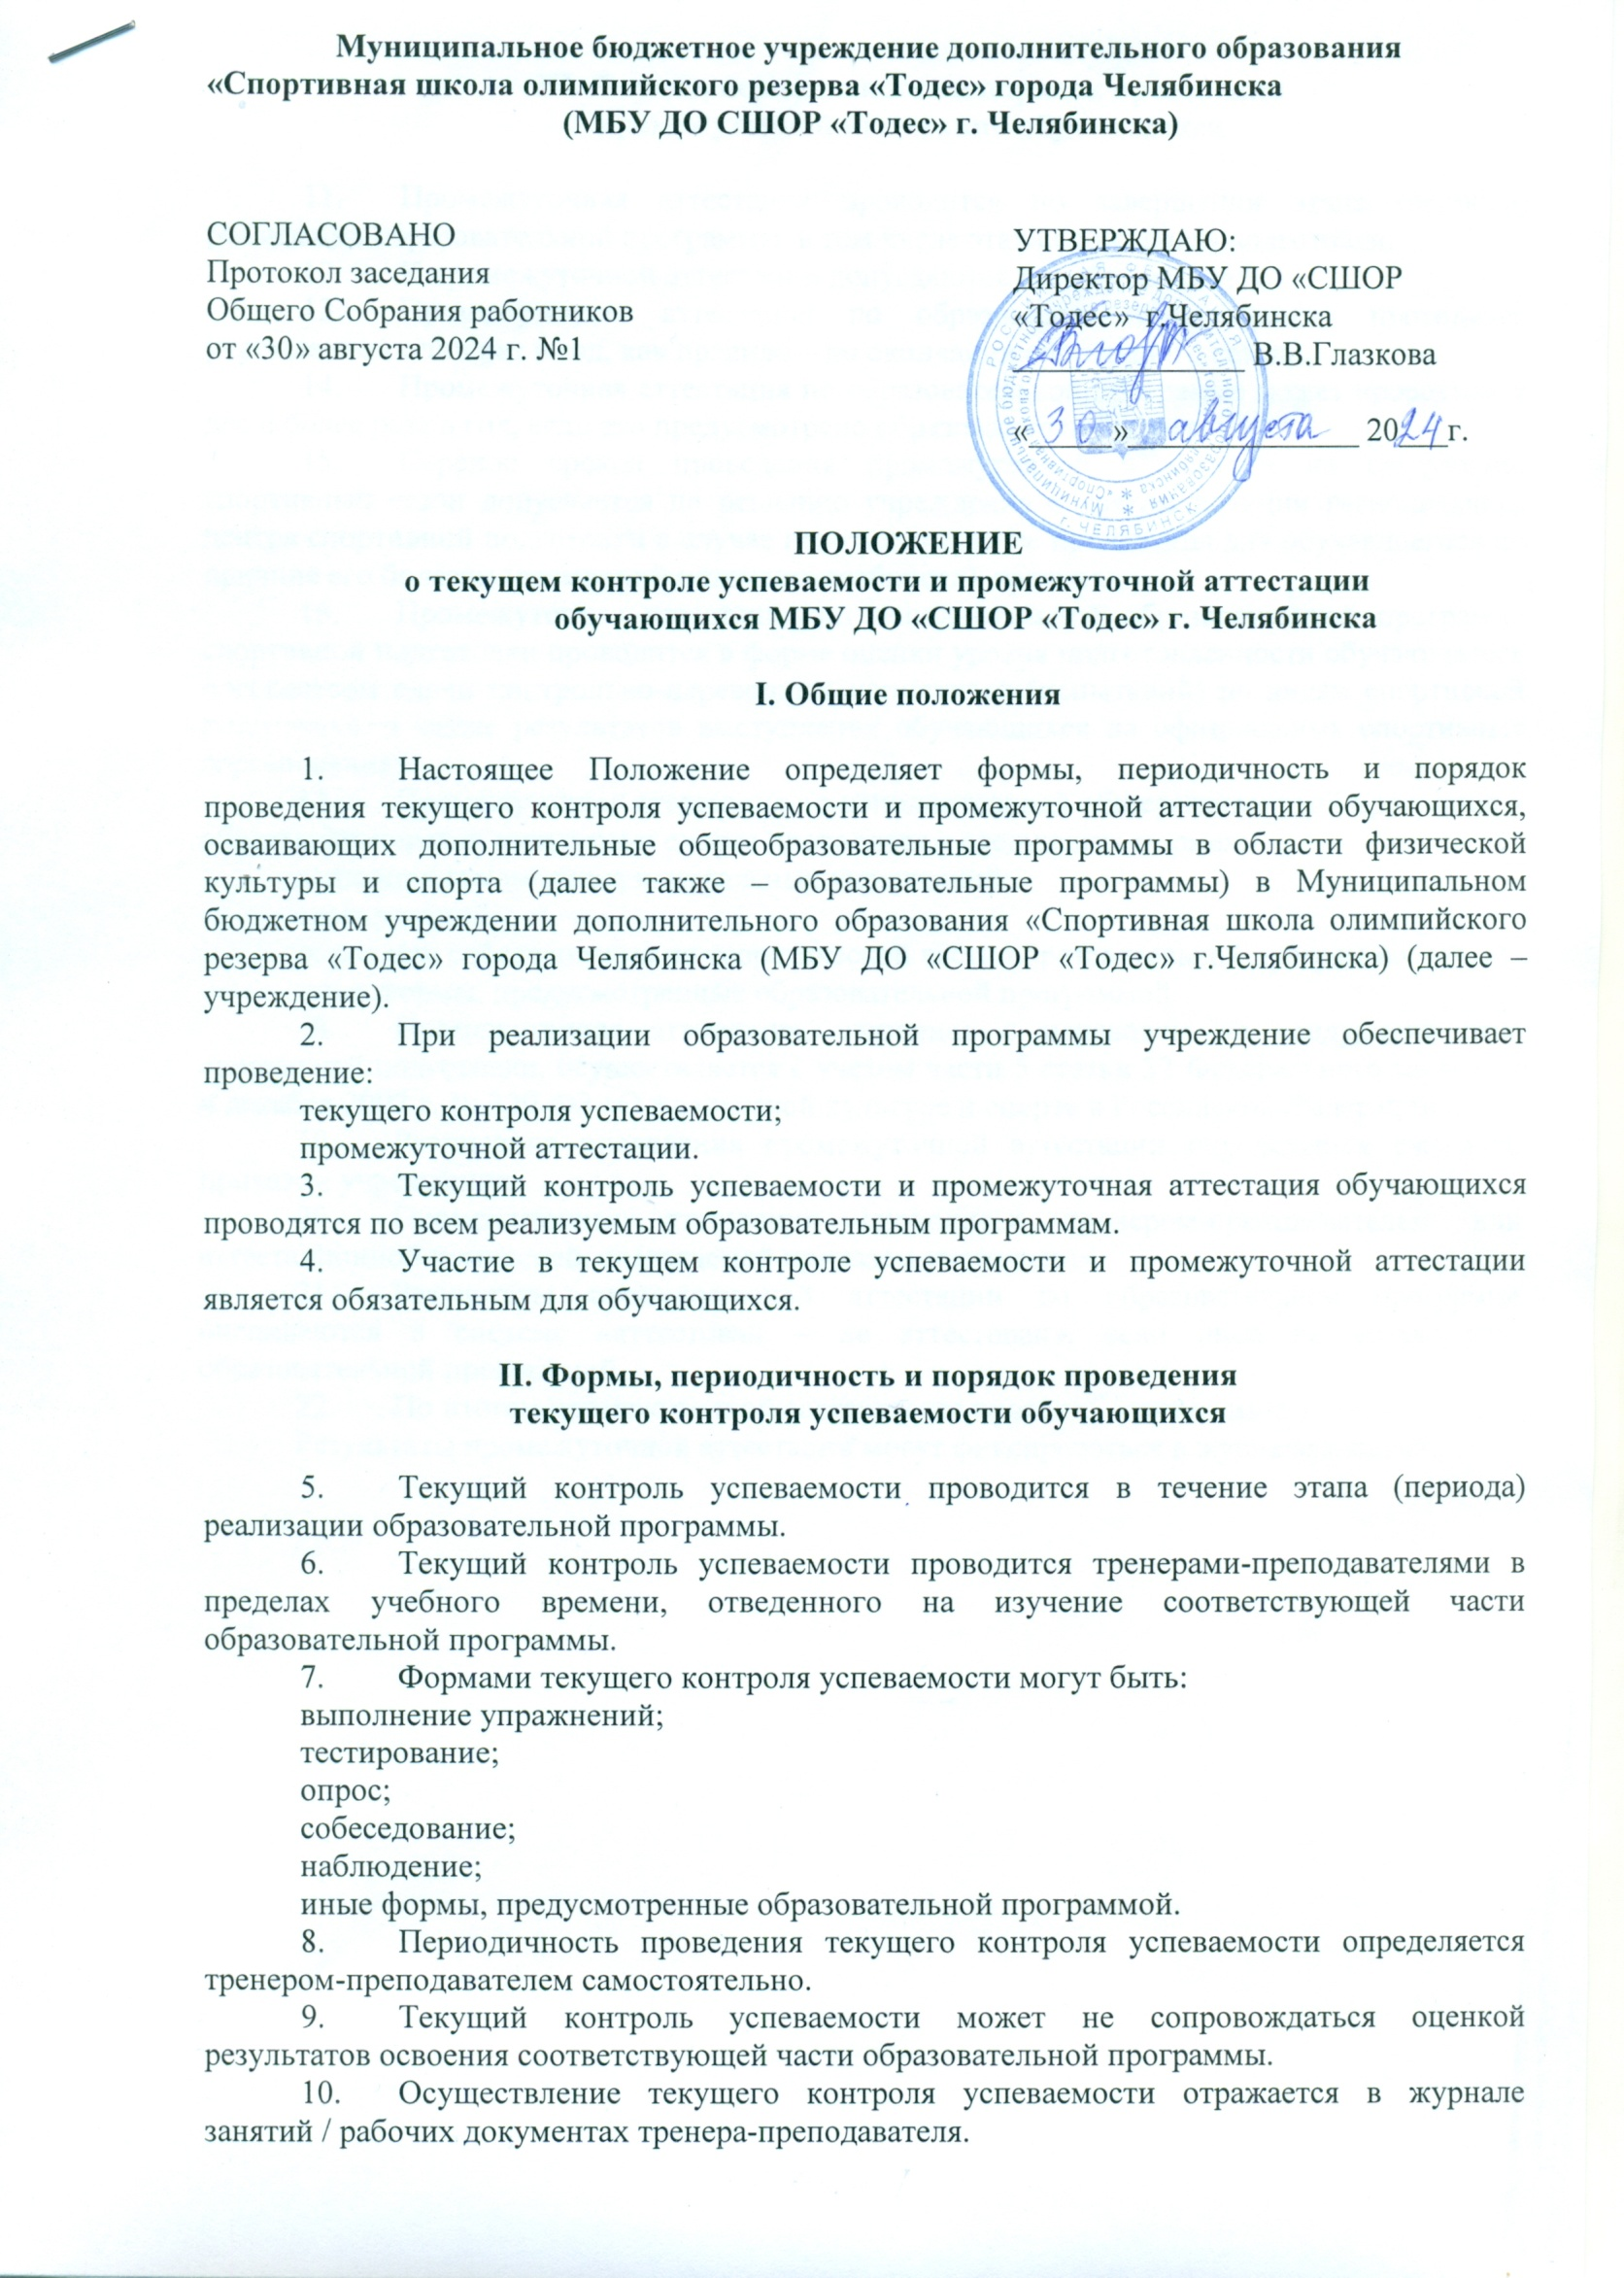 Муниципальное бюджетное учреждение дополнительного образования
«Спортивная школа олимпийского резерва «Тодес» города Челябинска
(МБУ ДО СШОР «Тодес» г. Челябинска)
СОГЛАСОВАНО
Протокол заседания
Общего Собрания работников
от «30» августа 2024 г. №1
УТВЕРЖДАЮ:
Директор МБУ ДО «СШОР
«Тодес» г.Челябинска
В.В.Глазкова
«30» августа 2024 г.
г. ЧЕЛЯБИНСК
ПОЛОЖЕНИЕ
о текущем контроле успеваемости и промежуточной аттестации
обучающихся МБУ ДО «СШОР «Тодес» г. Челябинска
I. Общие положения
1. Настоящее Положение определяет формы, периодичность и порядок
проведения текущего контроля успеваемости и промежуточной аттестации обучающихся,
осваивающих дополнительные общеобразовательные программы в области физической
культуры и спорта (далее также – образовательные программы) в Муниципальном
бюджетном учреждении дополнительного образования «Спортивная школа олимпийского
резерва «Тодес» города Челябинска (МБУ ДО «СШОР «Тодес» г.Челябинска) (далее –
учреждение).
2. При реализации образовательной программы учреждение обеспечивает
проведение:
текущего контроля успеваемости;
промежуточной аттестации.
3. Текущий контроль успеваемости и промежуточная аттестация обучающихся
проводятся по всем реализуемым образовательным программам.
4. Участие в текущем контроле успеваемости и промежуточной аттестации
является обязательным для обучающихся.
II. Формы, периодичность и порядок проведения
текущего контроля успеваемости обучающихся
5. Текущий контроль успеваемости проводится в течение этапа (периода)
реализации образовательной программы.
6. Текущий контроль успеваемости проводится тренерами-преподавателями в
пределах учебного времени, отведенного на изучение соответствующей части
образовательной программы.
7. Формами текущего контроля успеваемости могут быть:
выполнение упражнений;
тестирование;
опрос;
собеседование;
наблюдение;
иные формы, предусмотренные образовательной программой.
8. Периодичность проведения текущего контроля успеваемости определяется
тренером-преподавателем самостоятельно.
9. Текущий контроль успеваемости может не сопровождаться оценкой
результатов освоения соответствующей части образовательной программы.
10. Осуществление текущего контроля успеваемости отражается в журнале
занятий / рабочих документах тренера-преподавателя.